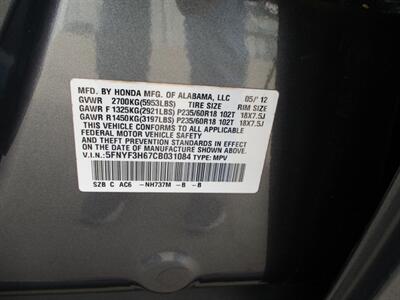 MFD. BY HONDA MFG. OF ALABAMA, LLC 05/'12
GVWR 2700KG(5953LBS) TIRE SIZE RIM SIZE
GAWR F 1325KG(2921LBS) P235/60R18 102T 18X7.5J
GAWR R 1450KG(3197LBS) P235/60R18 102T 18X7.5J
THIS VEHICLE CONFORMS TO ALL APPLICABLE
FEDERAL MOTOR VEHICLE SAFETY
AND THEFT PREVENTION STANDARDS IN EFFECT
ON THE DATE OF MANUFACTURE SHOWN ABOVE.
V.I.N.: 5FNYF3H67CB031084 TYPE: MPV
SZB C AC6 -NH737M -B -B